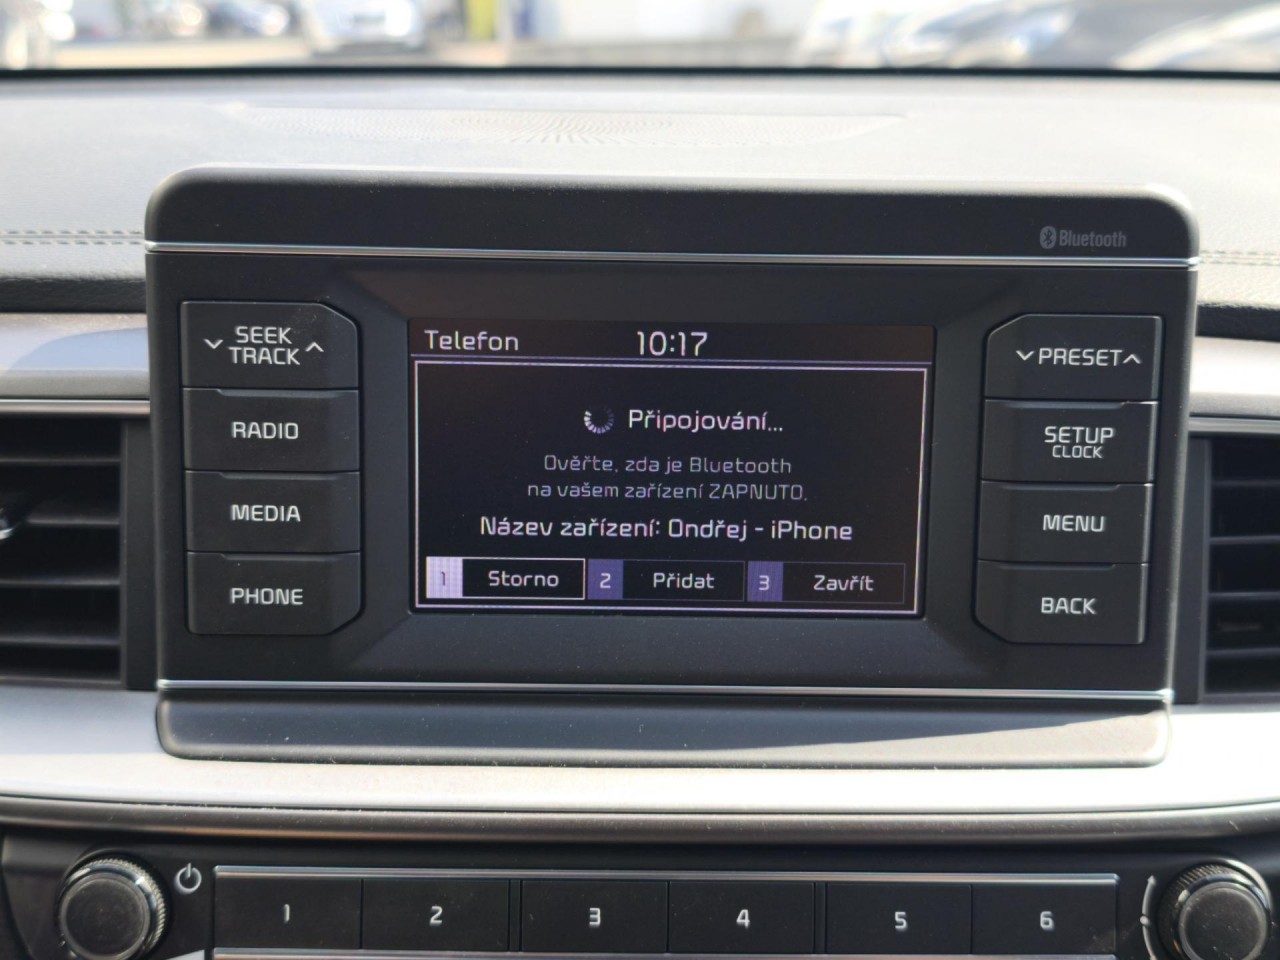 Bluetooth
SEEK
TRACK
RADIO
MEDIA
PHONE
Telefon 10:17
Připojování...
Ověřte, zda je Bluetooth
na vašem zařízení ZAPNUTO.
Název zařízení: Ondřej - iPhone
1 Storno 2 Přidat 3 Zavřít
PRESET
SETUP
CLOCK
MENU
BACK
1 2 3 4 5 6